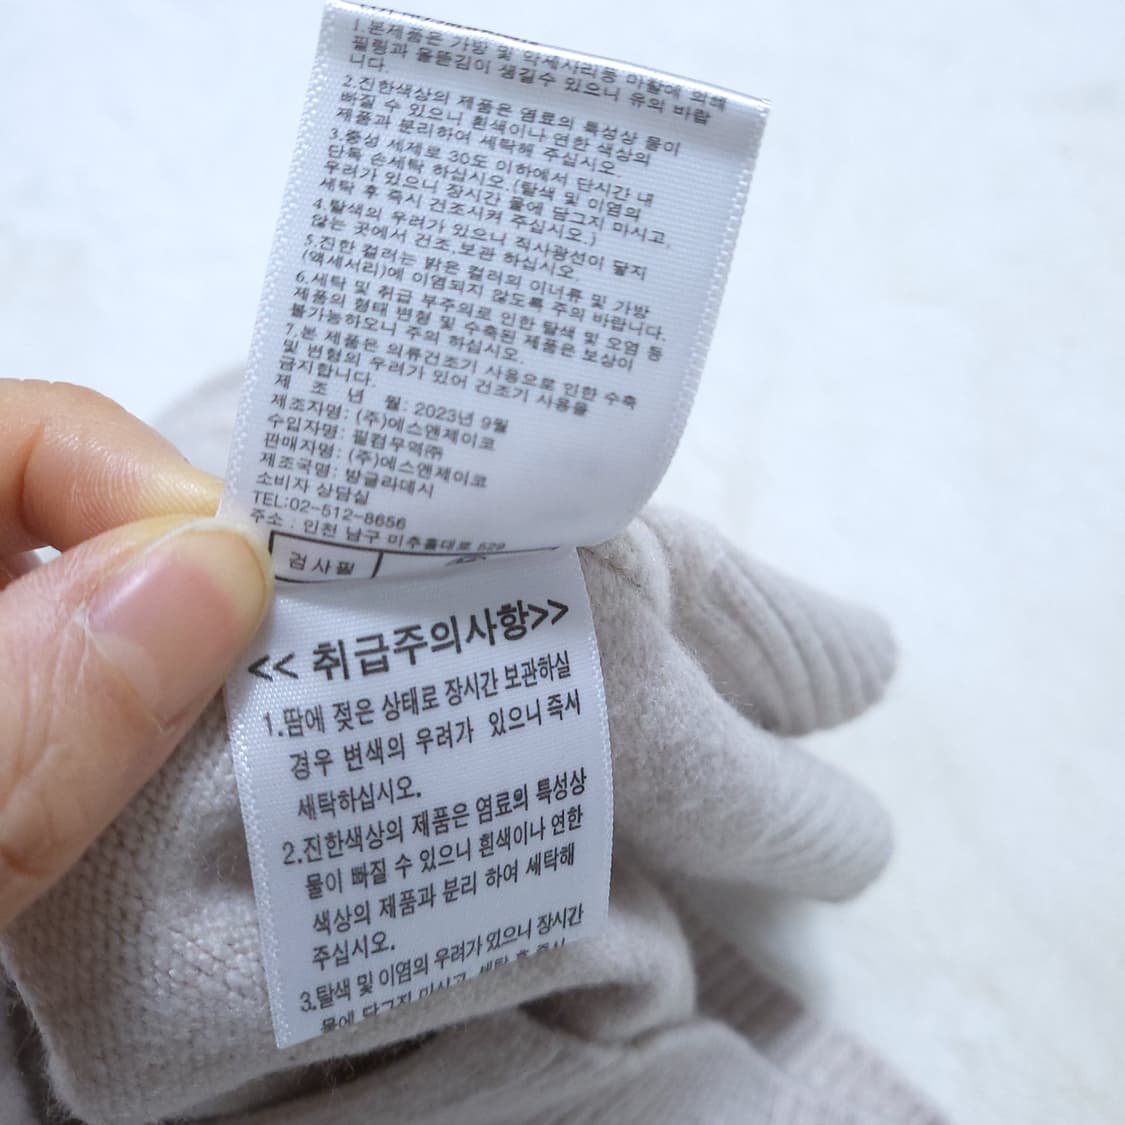 1.본제품은 가방 및 악세사리등 마찰에 의해
필링과 올뜯김이 생길수 있으니 유의 바랍
니다.
2.진한색상의 제품은 염료의 특성상 물이
빠질 수 있으니 흰색이나 연한 색상의
제품과 분리하여 세탁해 주십시오.
3.중성 세제로 30도 이하에서 단시간 내
단독 손세탁 하십시오.(탈색 및 이염의
우려가 있으니 장시간 물에 담그지 마시고,
세탁 후 즉시 건조시켜 주십시오.)
4.탈색의 우려가 있으니 직사광선이 닿지
않는 곳에서 건조,보관 하십시오.
5.진한 컬러는 밝은 컬러의 이너류 및 가방
(액세서리)에 이염되지 않도록 주의 바랍니다.
6.세탁 및 취급 부주의로 인한 탈색 및 오염 등
제품의 형태 변형 및 수축된 제품은 보상이
불가능하오니 주의 하십시오.
7.본 제품은 의류건조기 사용으로 인한 수축
및 변형의 우려가 있어 건조기 사용을
금지합니다.
제 조 년 월: 2023년 9월
제조자명: (주)에스앤제이코
수입자명: 필컴무역㈜
판매자명: (주)에스앤제이코
제조국명: 방글라데시
소비자 상담실
TEL:02-512-8656
주소 : 인천 남구 미추홀대로 529
검사필
<< 취급주의사항>>
1.땀에 젖은 상태로 장시간 보관하실
경우 변색의 우려가 있으니 즉시
세탁하십시오.
2.진한색상의 제품은 염료의 특성상
물이 빠질 수 있으니 흰색이나 연한
색상의 제품과 분리 하여 세탁해
주십시오.
3.탈색 및 이염의 우려가 있으니 장시간
물에 담그지 마시고, 세탁 후 즉시